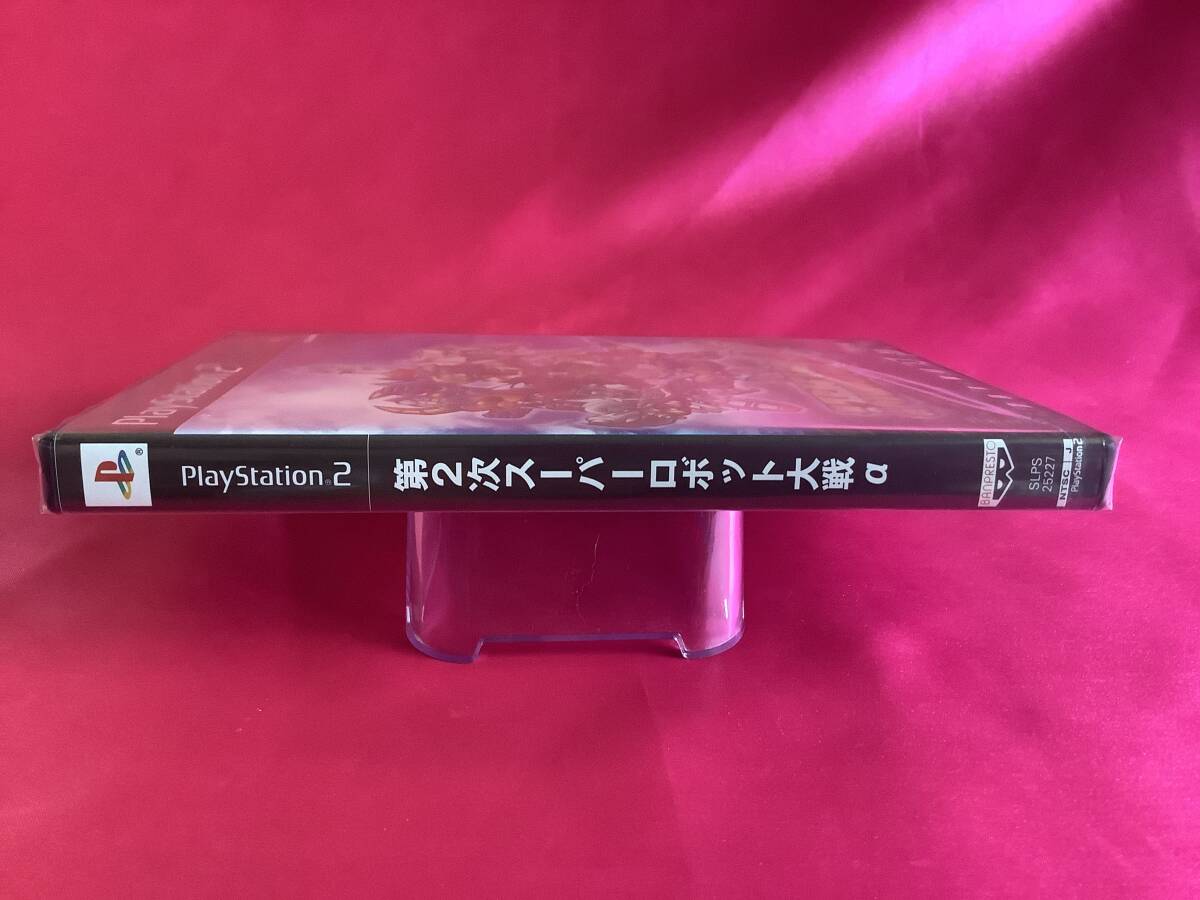 PlayStation 2
PlayStation®2
第2次スーパーロボット大戦α
BANPRESTO
SLPS
25227
NTSC J
PlayStation 2